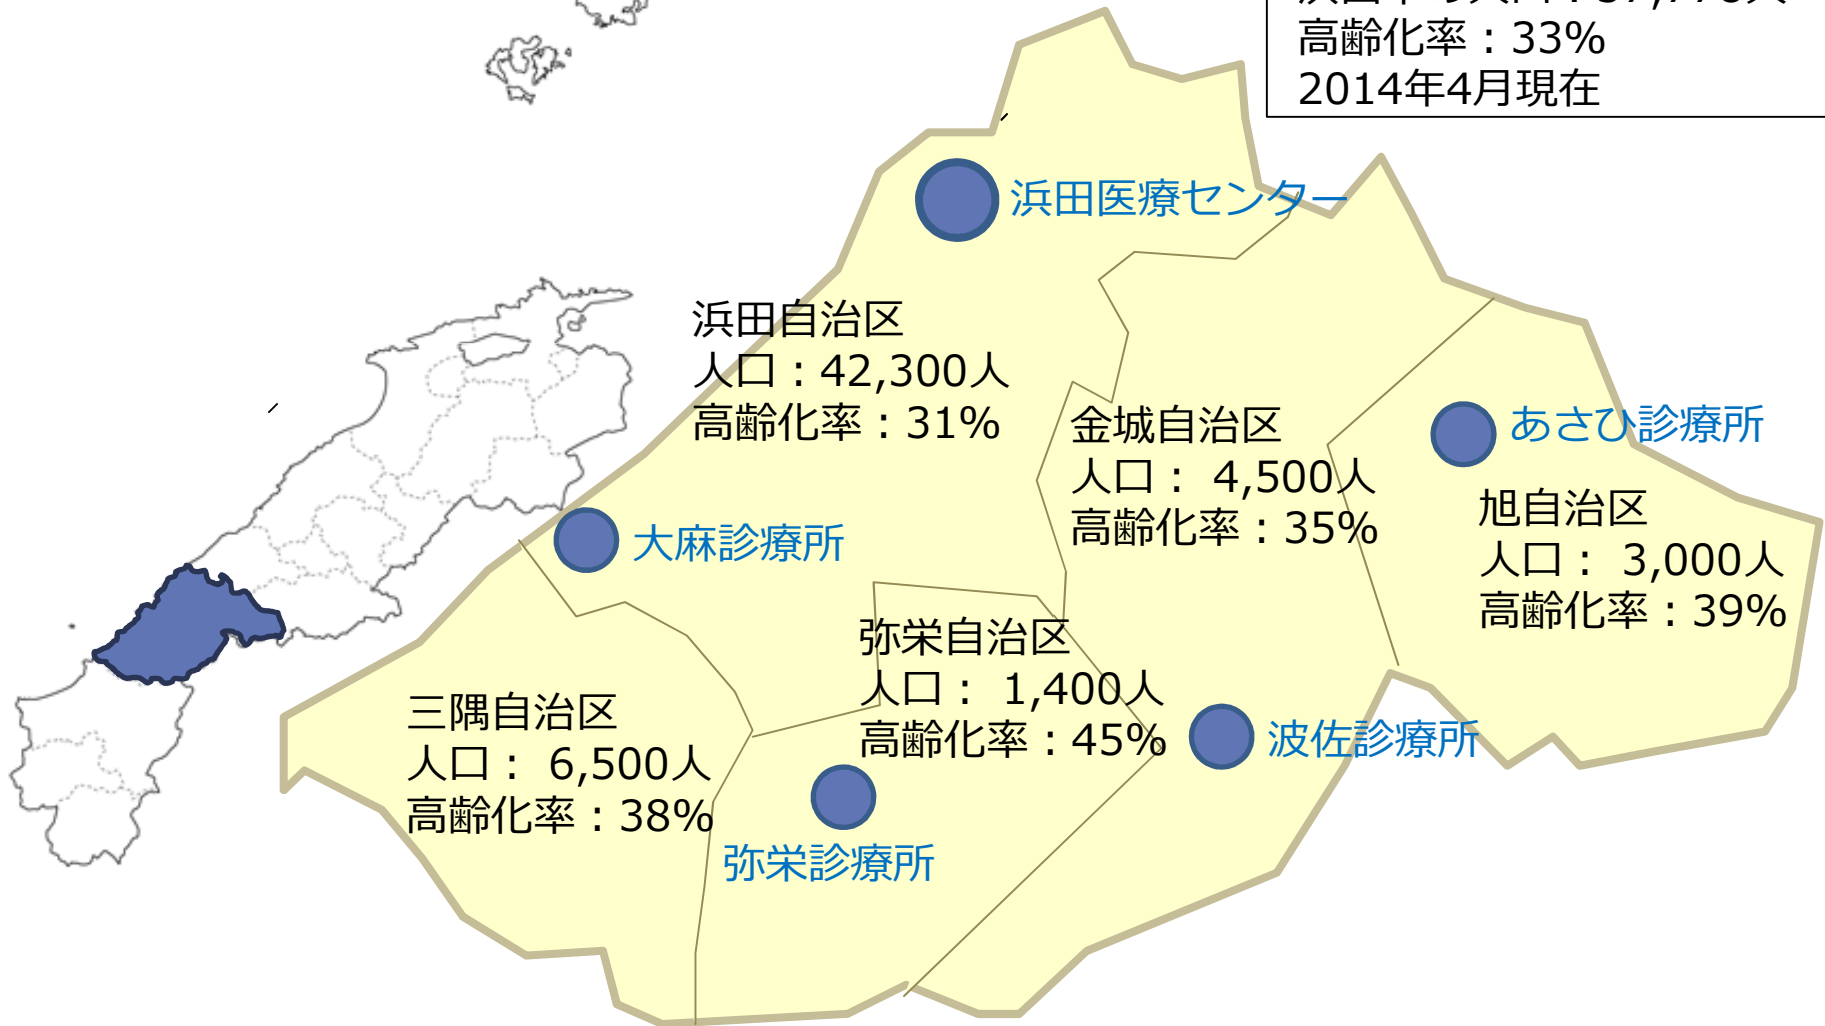 高齢化率：33%
2014年4月現在
浜田医療センター
浜田自治区
人口：42,300人
高齢化率：31%
金城自治区
人口： 4,500人
高齢化率：35%
あさひ診療所
旭自治区
人口： 3,000人
高齢化率：39%
大麻診療所
弥栄自治区
人口： 1,400人
高齢化率：45%
波佐診療所
三隅自治区
人口： 6,500人
高齢化率：38%
弥栄診療所